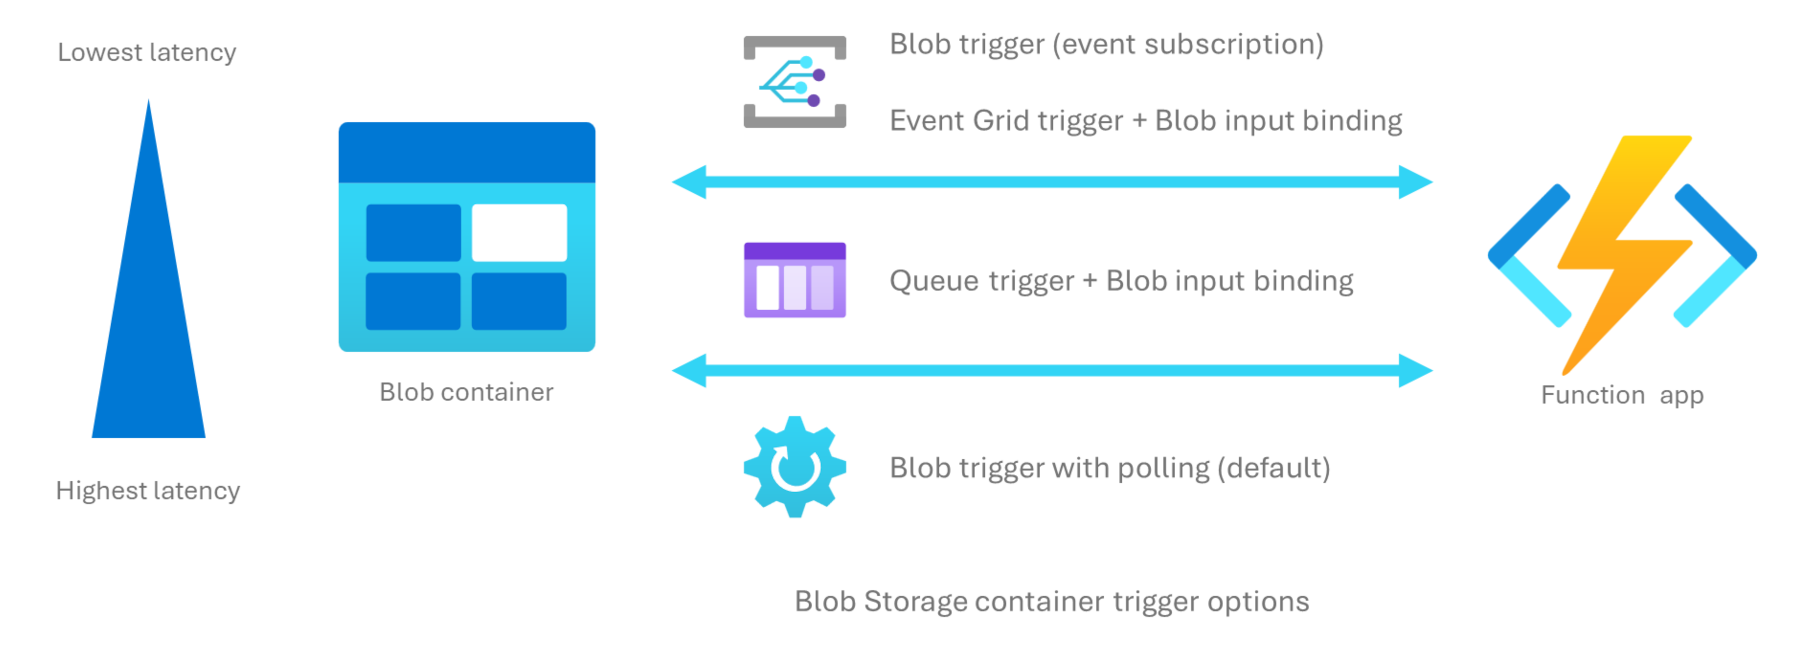 Lowest latency
Highest latency
Blob container
Blob trigger (event subscription)
Event Grid trigger + Blob input binding
Queue trigger + Blob input binding
Blob trigger with polling (default)
Function app
Blob Storage container trigger options